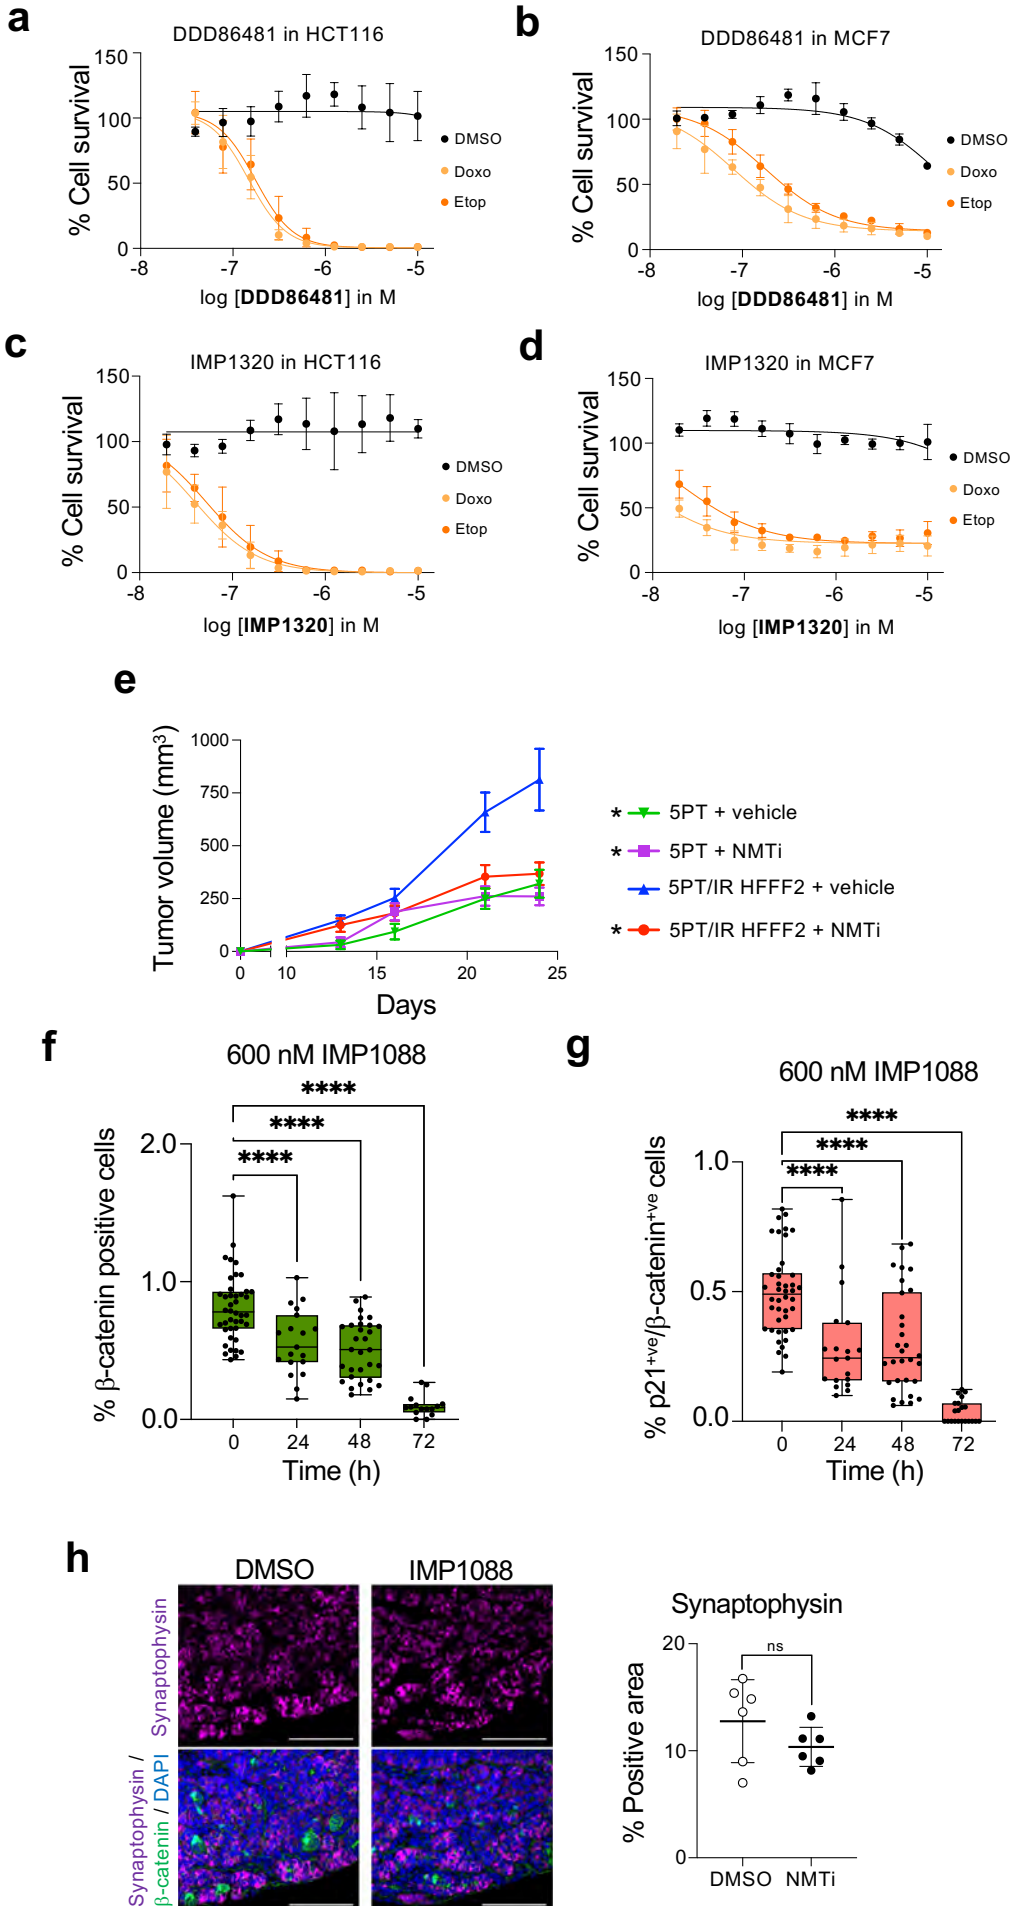 a
DDD86481 in HCT116
150
100
50
0
% Cell survival
-8
-7
-6
-5
log [DDD86481] in M
DMSO
Doxo
Etop
b
DDD86481 in MCF7
150
100
50
0
% Cell survival
-8
-7
-6
-5
log [DDD86481] in M
DMSO
Doxo
Etop
c
IMP1320 in HCT116
150
100
50
0
% Cell survival
-8
-7
-6
-5
log [IMP1320] in M
DMSO
Doxo
Etop
d
IMP1320 in MCF7
150
100
50
0
% Cell survival
-8
-7
-6
-5
log [IMP1320] in M
DMSO
Doxo
Etop
e
1000
750
500
250
0
Tumor volume (mm³)
0
10
15
20
25
Days
* 5PT + vehicle
* 5PT + NMTi
5PT/IR HFFF2 + vehicle
* 5PT/IR HFFF2 + NMTi
f
600 nM IMP1088
****
****
****
2.0
1.0
0.0
% β-catenin positive cells
0
24
48
72
Time (h)
g
600 nM IMP1088
****
****
****
1.0
0.5
0.0
% p21⁺ᵛᵉ/β-catenin⁺ᵛᵉ cells
0
24
48
72
Time (h)
h
DMSO
IMP1088
Synaptophysin
Synaptophysin /
β-catenin / DAPI
Synaptophysin
ns
20
10
0
% Positive area
DMSO
NMTi